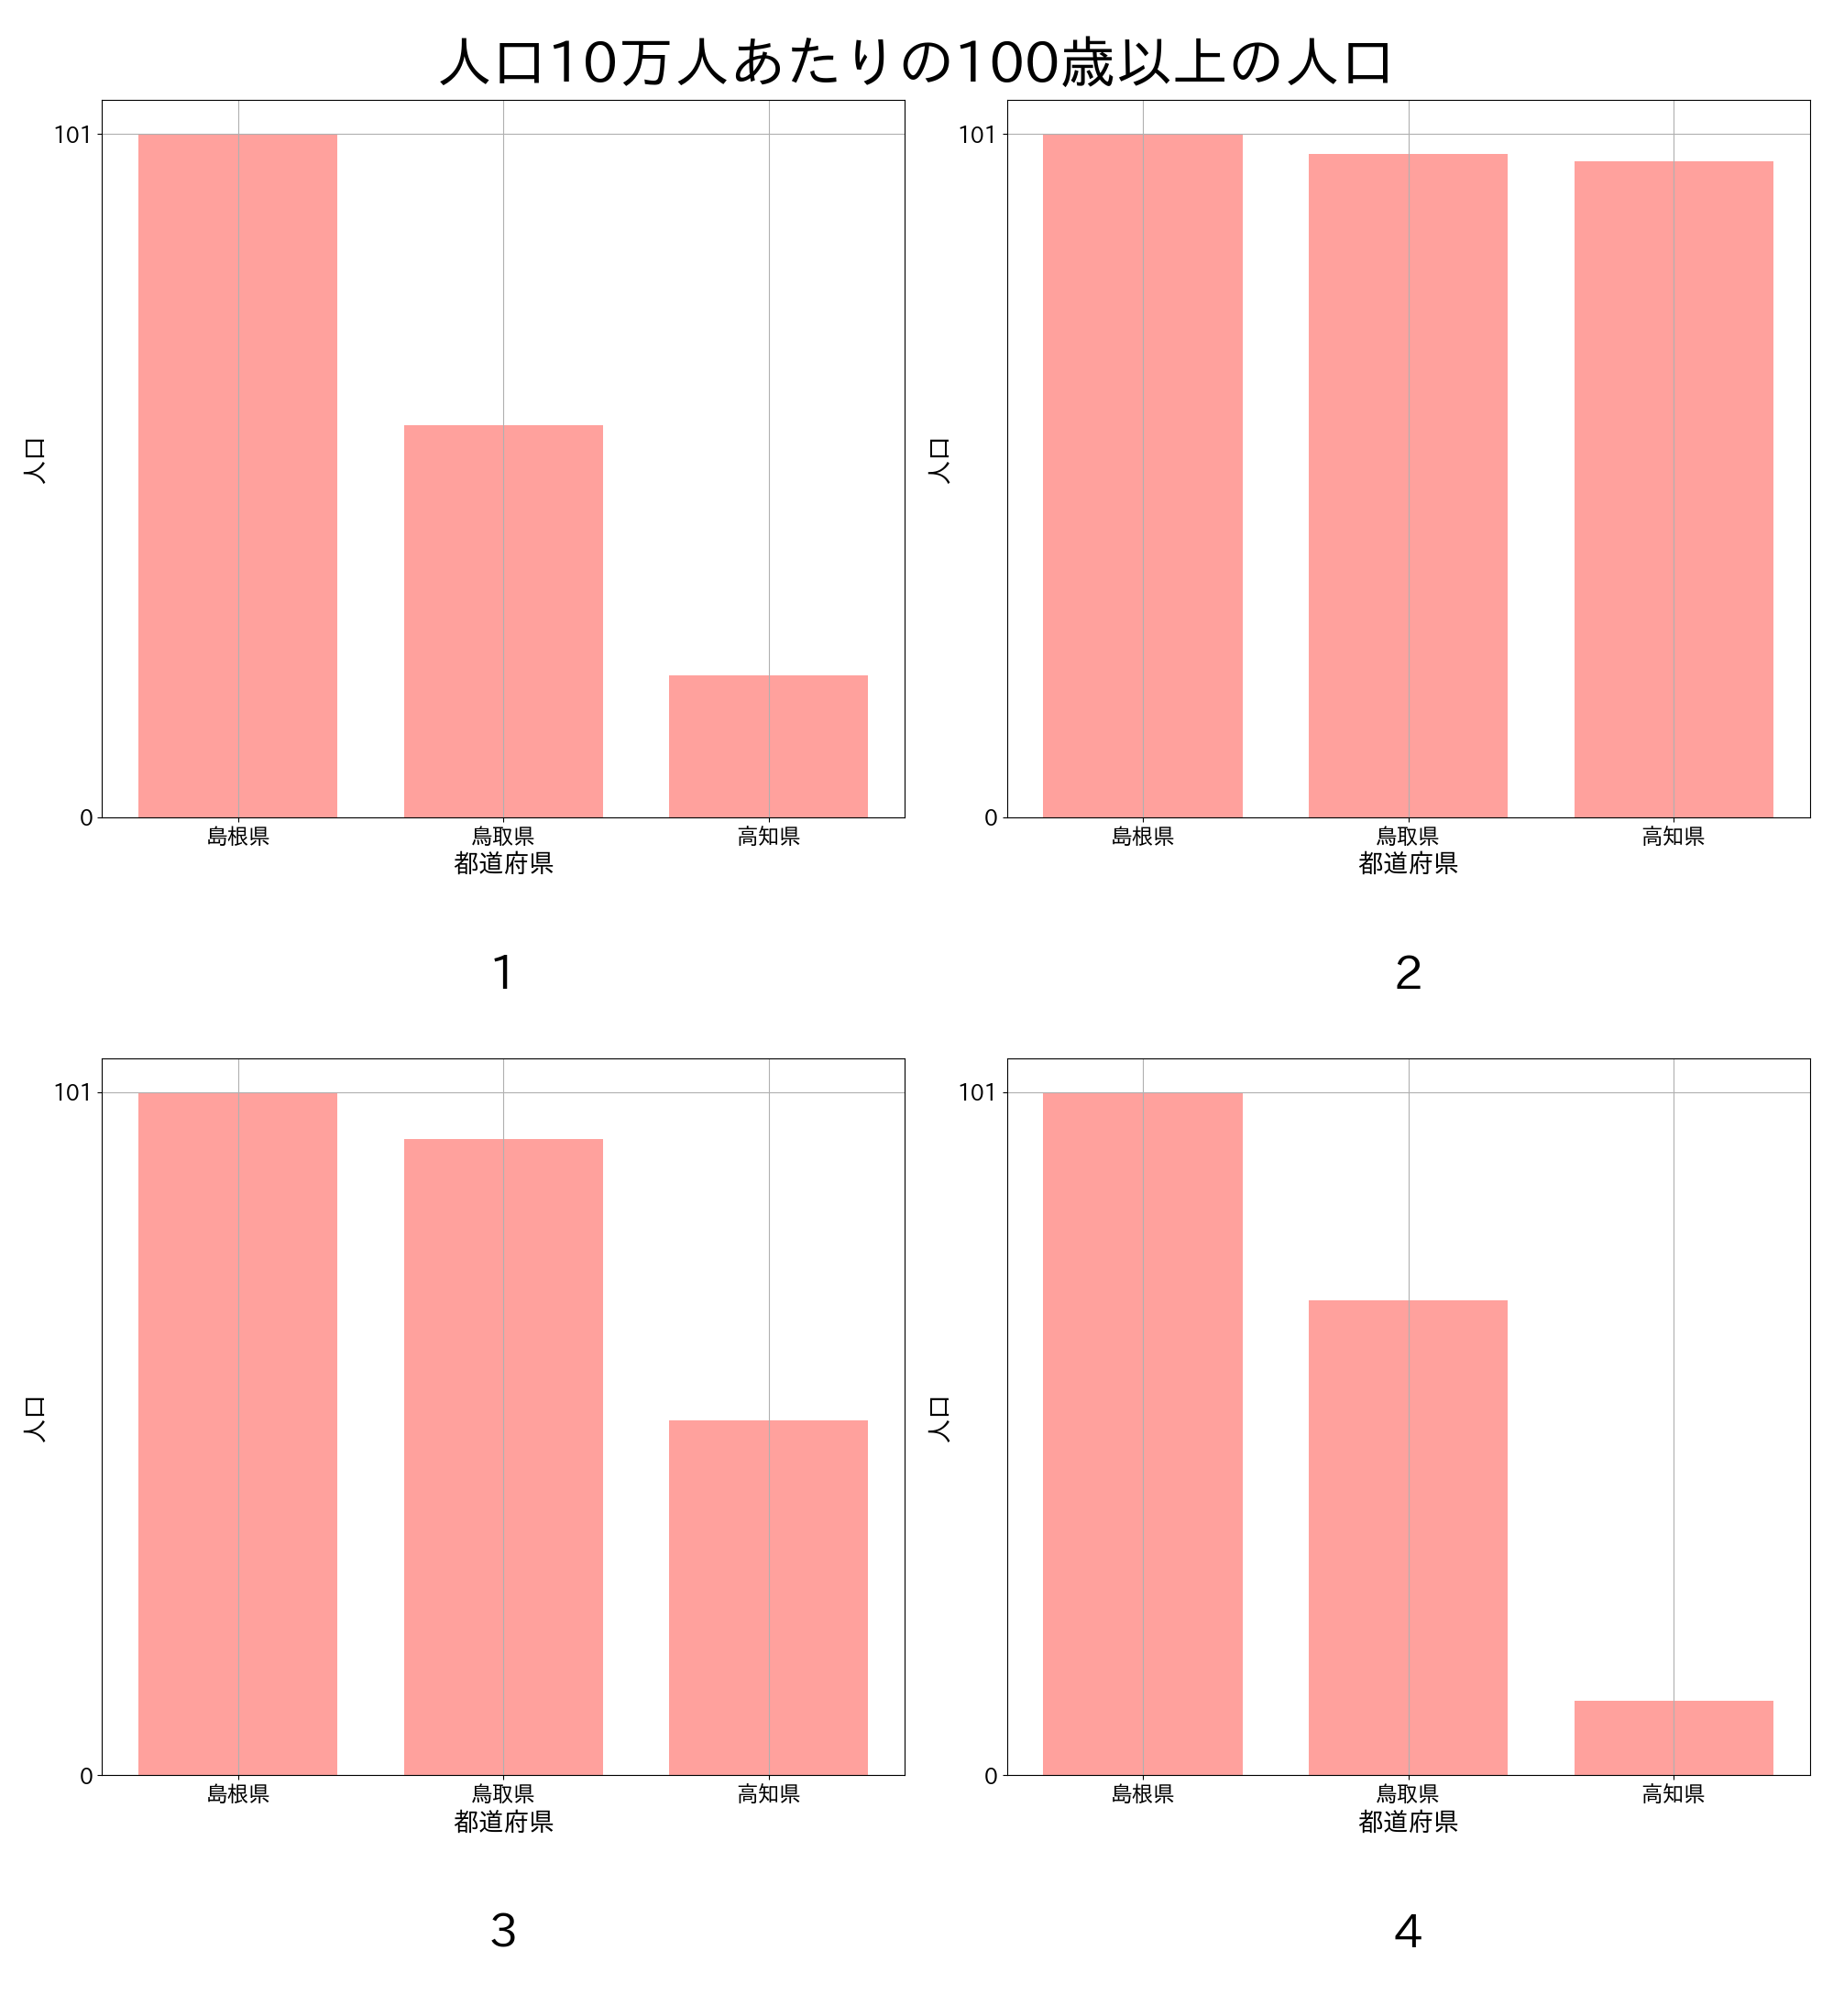 人口10万人あたりの100歳以上の人口
101
人口
0
島根県 鳥取県 高知県
都道府県
1
101
人口
0
島根県 鳥取県 高知県
都道府県
2
101
人口
0
島根県 鳥取県 高知県
都道府県
3
101
人口
0
島根県 鳥取県 高知県
都道府県
4